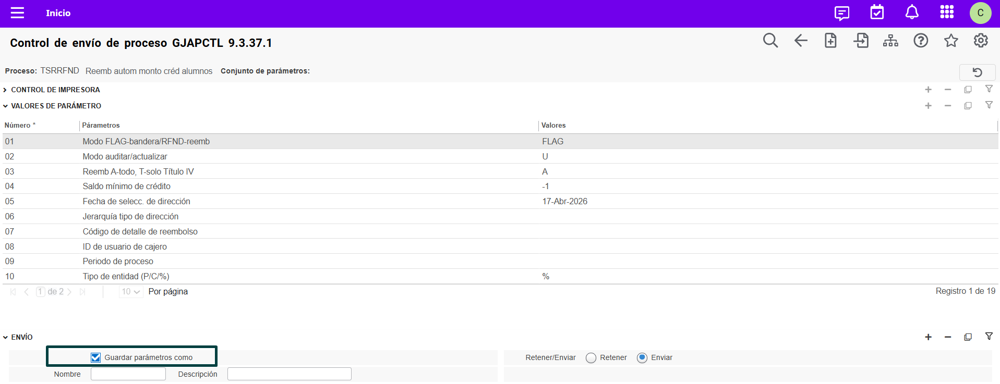 Inicio
C
Control de envío de proceso GJAPCTL 9.3.37.1
Proceso: TSRRFND Reemb autom monto créd alumnos Conjunto de parámetros:
CONTROL DE IMPRESORA
VALORES DE PARÁMETRO
Número * Párametros Valores
01 Modo FLAG-bandera/RFND-reemb FLAG
02 Modo auditar/actualizar U
03 Reemb A-todo, T-solo Título IV A
04 Saldo mínimo de crédito -1
05 Fecha de selecc. de dirección 17-Abr-2026
06 Jerarquía tipo de dirección
07 Código de detalle de reembolso
08 ID de usuario de cajero
09 Periodo de proceso
10 Tipo de entidad (P/C/%) %
1 de 2 10 Por página Registro 1 de 19
ENVÍO
Guardar parámetros como Retener/Enviar Retener Enviar
Nombre Descripción